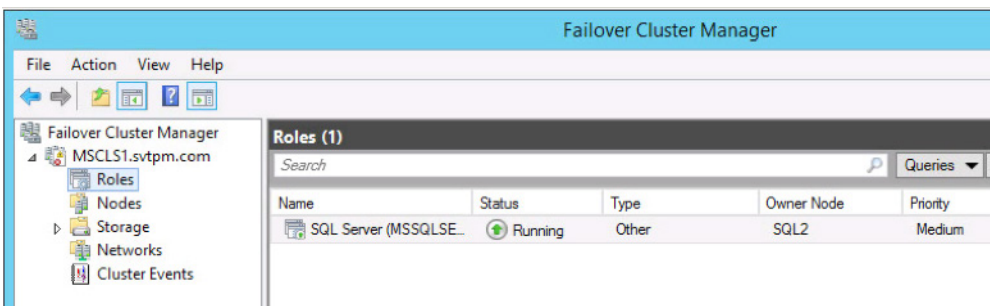 Failover Cluster Manager
File Action View Help
Failover Cluster Manager
MSCLS1.svtpm.com
Roles
Nodes
Storage
Networks
Cluster Events
Roles (1)
Search
Queries
Name Status Type Owner Node Priority
SQL Server (MSSQLSE... Running Other SQL2 Medium